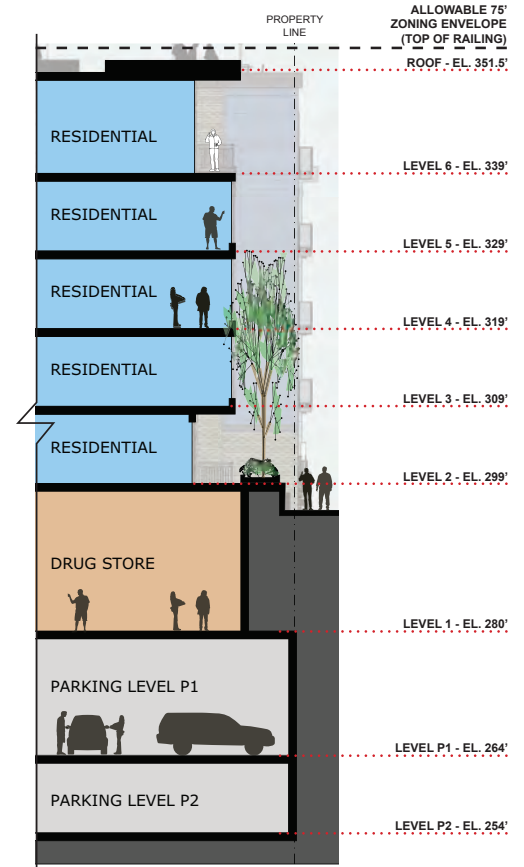 ALLOWABLE 75’
ZONING ENVELOPE
(TOP OF RAILING)
PROPERTY
LINE
ROOF - EL. 351.5’
RESIDENTIAL
LEVEL 6 - EL. 339’
RESIDENTIAL
LEVEL 5 - EL. 329’
RESIDENTIAL
LEVEL 4 - EL. 319’
RESIDENTIAL
LEVEL 3 - EL. 309’
RESIDENTIAL
LEVEL 2 - EL. 299’
DRUG STORE
LEVEL 1 - EL. 280’
PARKING LEVEL P1
LEVEL P1 - EL. 264’
PARKING LEVEL P2
LEVEL P2 - EL. 254’